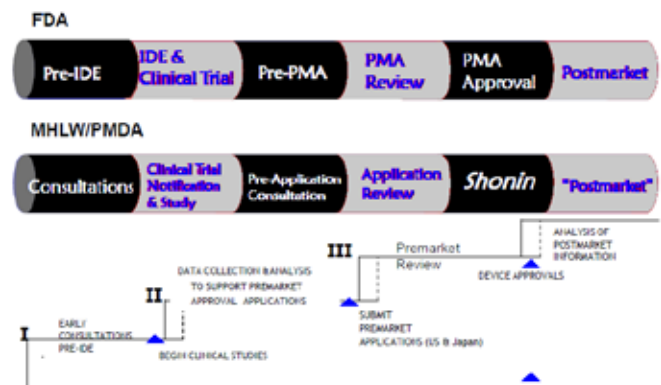 FDA
Pre-IDE
IDE &
Clinical Trial
Pre-PMA
PMA
Review
PMA
Approval
Postmarket
MHLW/PMDA
Consultations
Clinical Trial
Notification
& Study
Pre-Application
Consultation
Application
Review
Shonin
"Postmarket"
I
EARLY
CONSULTATIONS
PRE-IDE
II
DATA COLLECTION &ANALYSIS
TO SUPPORT PREMARKET
APPROVAL APPLICATIONS
BEGIN CLINICAL STUDIES
III
Premarket
Review
SUBMIT
PREMARKET
APPLICATIONS (US & Japan)
DEVICE APPROVALS
ANALYSIS OF
POSTMARKET
INFORMATION